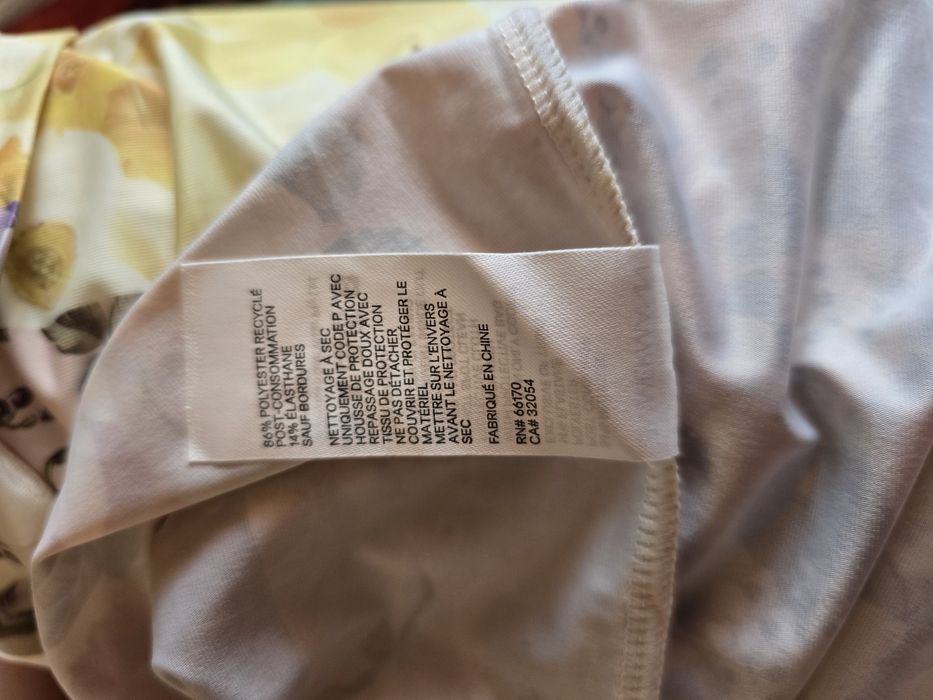 86% POLYESTER RECYCLÉ
POST-CONSOMMATION
14% ÉLASTHANE
SAUF BORDURES
NETTOYAGE À SEC
UNIQUEMENT CODE P AVEC
HOUSSE DE PROTECTION
REPASSAGE DOUX AVEC
TISSU DE PROTECTION
NE PAS DÉTACHER
COUVRIR ET PROTÉGER LE
MATÉRIEL
METTRE SUR L'ENVERS
AVANT LE NETTOYAGE À
SEC
FABRIQUÉ EN CHINE
RN# 66170
CA# 32054